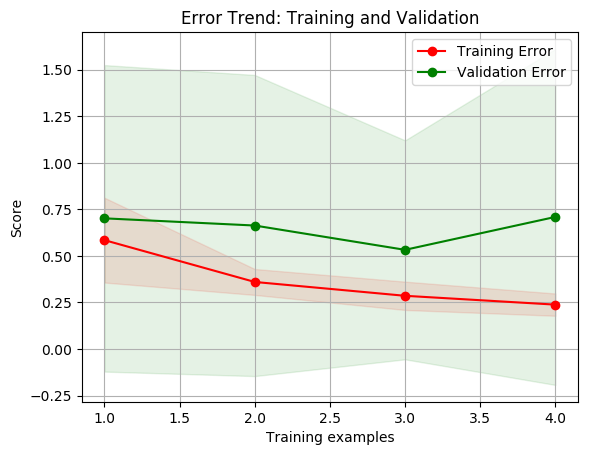 Error Trend: Training and Validation
Training Error
Validation Error
1.50
1.25
1.00
0.75
0.50
0.25
0.00
−0.25
Score
1.0 1.5 2.0 2.5 3.0 3.5 4.0
Training examples